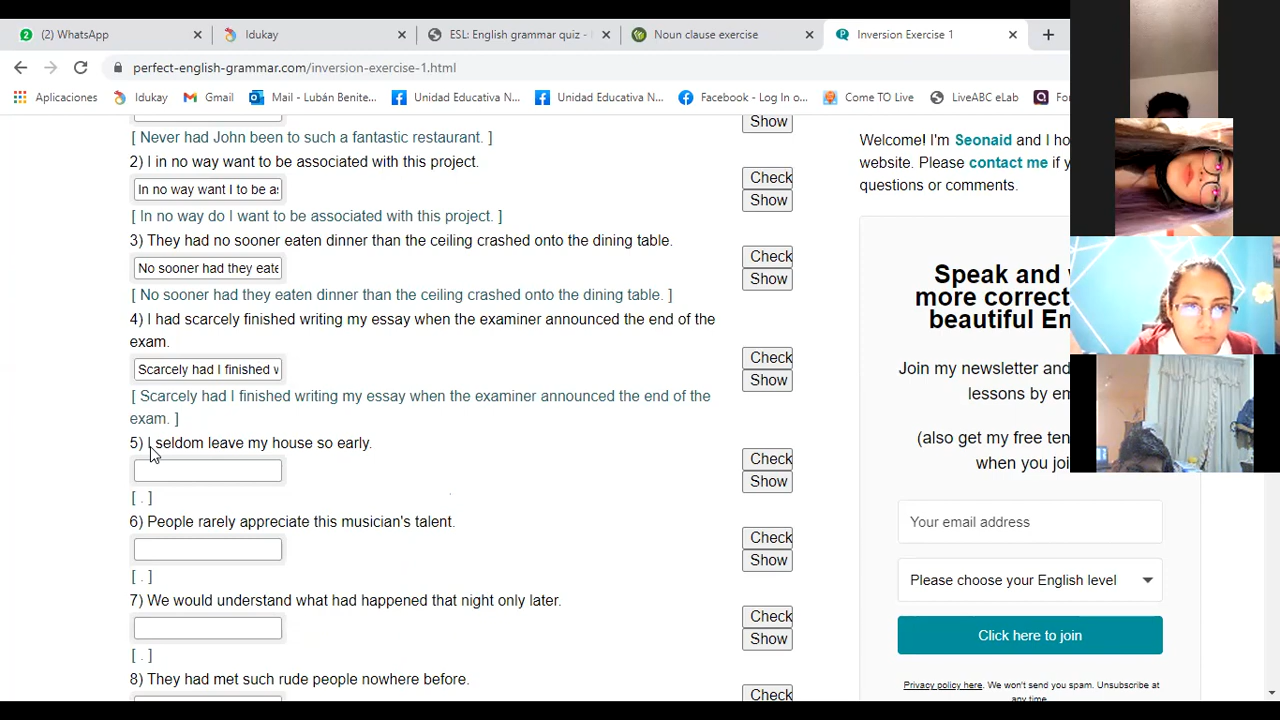 (2) WhatsApp
Idukay
ESL: English grammar quiz -
Noun clause exercise
Inversion Exercise 1
perfect-english-grammar.com/inversion-exercise-1.html
Aplicaciones
Idukay
Gmail
Mail - Lubán Benite...
Unidad Educativa N...
Unidad Educativa N...
Facebook - Log In o...
Come TO Live
LiveABC eLab
Show
[ Never had John been to such a fantastic restaurant. ]
2) I in no way want to be associated with this project.
In no way want I to be
Check
Show
[ In no way do I want to be associated with this project. ]
3) They had no sooner eaten dinner than the ceiling crashed onto the dining table.
No sooner had they eate
Check
Show
[ No sooner had they eaten dinner than the ceiling crashed onto the dining table. ]
4) I had scarcely finished writing my essay when the examiner announced the end of the
exam.
Scarcely had I finished
Check
Show
[ Scarcely had I finished writing my essay when the examiner announced the end of the
exam. ]
5) I seldom leave my house so early.
Check
Show
[ . ]
6) People rarely appreciate this musician's talent.
Check
Show
[ . ]
7) We would understand what had happened that night only later.
Check
Show
[ . ]
8) They had met such rude people nowhere before.
Check
Welcome! I'm Seonaid and I ho
website. Please contact me if
questions or comments.
Speak and
more correct
beautiful En
Join my newsletter and
lessons by em
(also get my free ten
when you joi
Your email address
Please choose your English level
Click here to join
Privacy policy here. We won't send you spam. Unsubscribe at
any time.